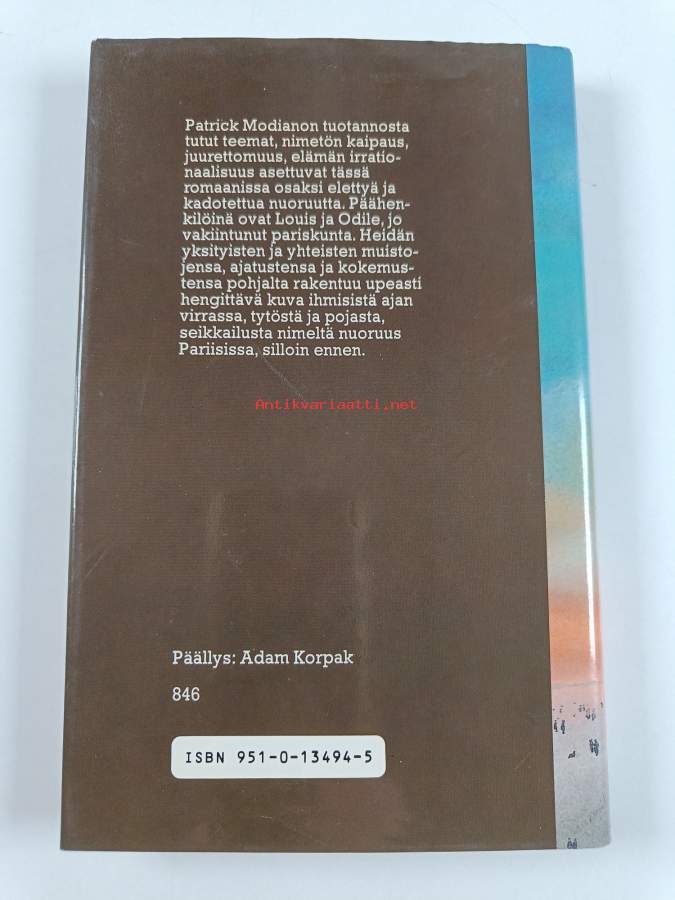 Patrick Modianon tuotannosta
tutut teemat, nimetön kaipaus,
juurettomuus, elämän irratio-
naalisuus asettuvat tässä
romaanissa osaksi elettyä ja
kadotettua nuoruutta. Päähen-
kilöinä ovat Louis ja Odile, jo
vakiintunut pariskunta. Heidän
yksityisten ja yhteisten muisto-
jensa, ajatustensa ja kokemus-
tensa pohjalta rakentuu upeasti
hengittävä kuva ihmisistä ajan
virrassa, tytöstä ja pojasta,
seikkailusta nimeltä nuoruus
Pariisissa, silloin ennen.
Antikvariaatti.net
Päällys: Adam Korpak
846
ISBN 951-0-13494-5